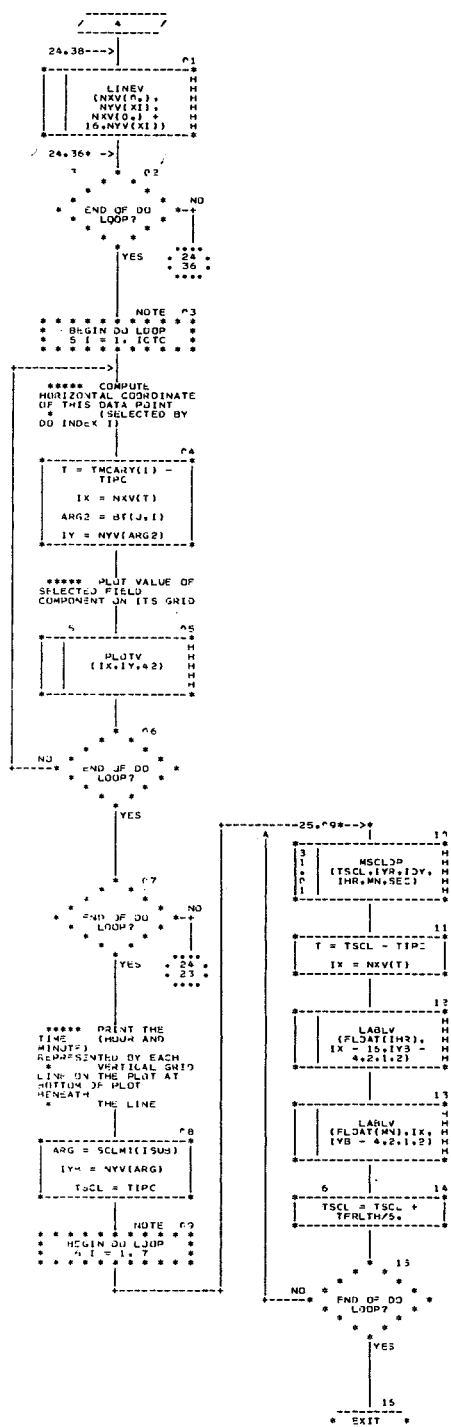 4
24.38--->
01
LINEV
(NXV(0.),
NYV(XI),
NXV(0.) +
16,NYV(XI))
24.36* -->
3 02
END OF DO
LOOP?
NO
YES
24
36
NOTE 03
BEGIN DO LOOP
5 I = 1, ICTC
***** COMPUTE
HORIZONTAL COORDINATE
OF THIS DATA POINT
* (SELECTED BY
DO INDEX I)
04
T = TMCARY(I) -
TIPC
IX = NXV(T)
ARG2 = BT(J,I)
IY = NYV(ARG2)
***** PLOT VALUE OF
SELECTED FIELD
COMPONENT ON ITS GRID
5 05
PLOTV
(IX,IY,42)
06
NO
END OF DO
LOOP?
YES
07
NO
END OF DO
LOOP?
YES
24
23
***** PRINT THE
TIME (HOUR AND
MINUTE)
REPRESENTED BY EACH
* VERTICAL GRID
LINE ON THE PLOT AT
BOTTOM OF PLOT
BENEATH
* THE LINE
08
ARG = SCLMI(ISUB)
IYB = NYV(ARG)
TSCL = TIPC
NOTE 09
BEGIN DO LOOP
6 I = 1, 7
25.09*--->
10
31.01
MSCLDP
(TSCL,IYR,IDY,
IHR,MN,SEC)
11
T = TSCL - TIPC
IX = NXV(T)
12
LABLV
(FLOAT(IHR),
IX - 16,IYB -
4,2,1,2)
13
LABLV
(FLOAT(MN),IX,
IYB - 4,2,1,2)
6 14
TSCL = TSCL +
TFRLTH/6.
15
NO
END OF DO
LOOP?
YES
16
EXIT